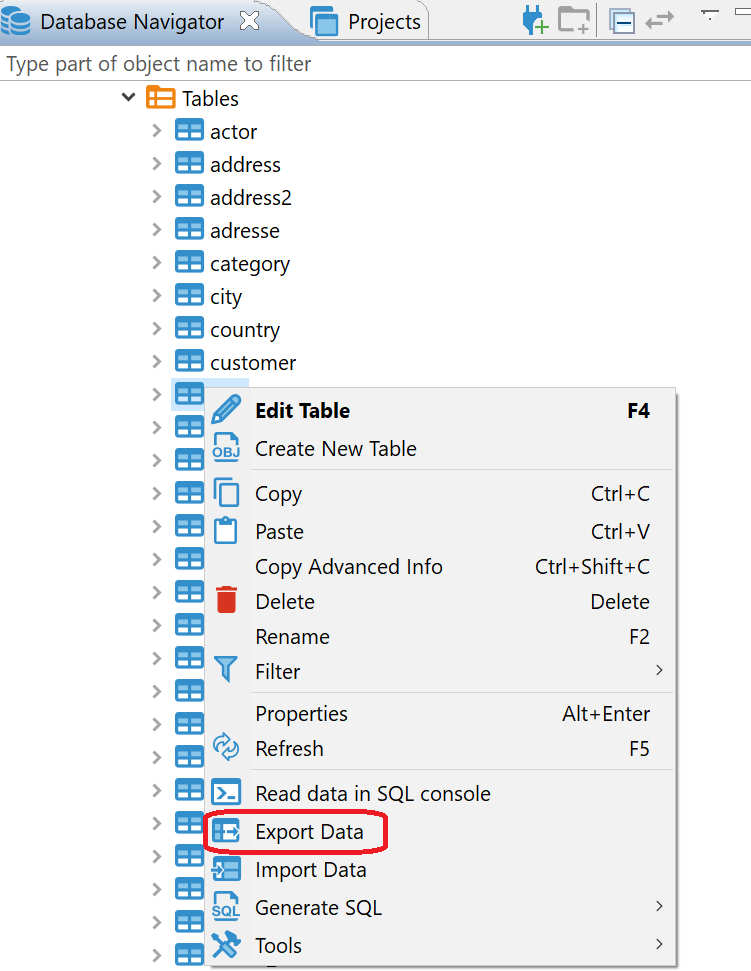 Database Navigator Projects
Type part of object name to filter
Tables
actor
address
address2
adresse
category
city
country
customer
Edit Table F4
OBJ Create New Table
Copy Ctrl+C
Paste Ctrl+V
Copy Advanced Info Ctrl+Shift+C
Delete Delete
Rename F2
Filter
Properties Alt+Enter
Refresh F5
Read data in SQL console
Export Data
Import Data
SQL Generate SQL
Tools